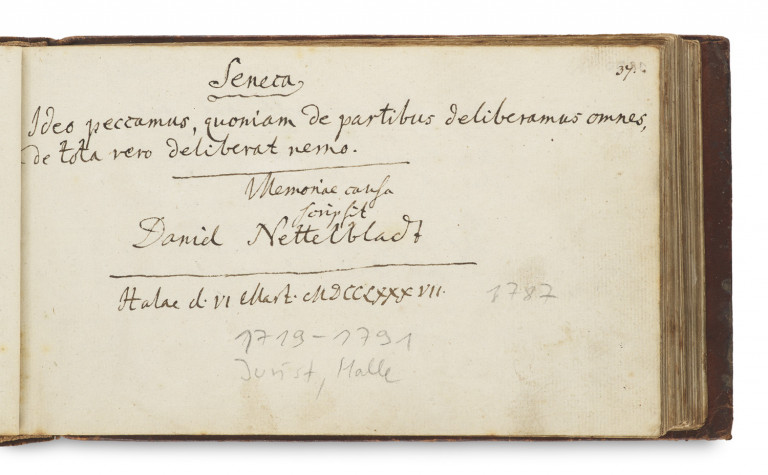 Seneca
37.
Ideo peccamus, quoniam de partibus deliberamus omnes,
de tota vero deliberat nemo.
Memoriae causa
scripsit
Daniel Nettelbladt
Halae d. VI Mart. MDCCLXXXVII. 1787
1719-1791
Jurist, Halle